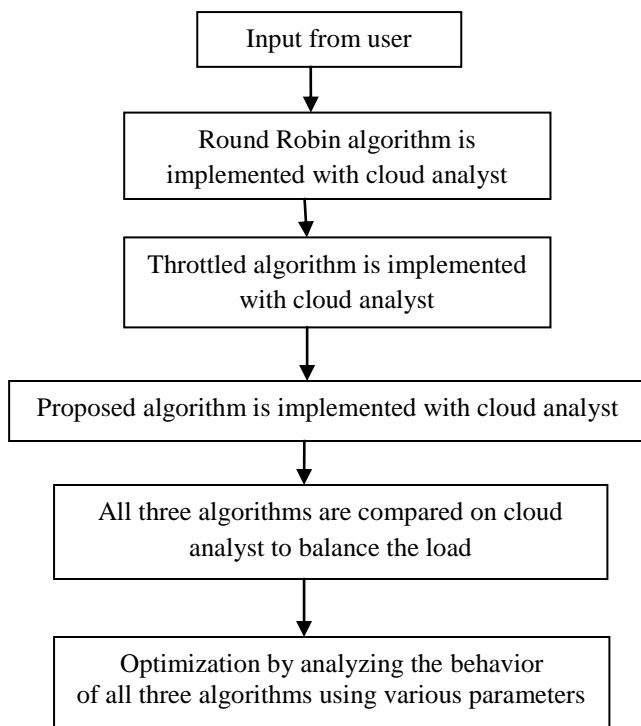 Input from user
Round Robin algorithm is
implemented with cloud analyst
Throttled algorithm is implemented
with cloud analyst
Proposed algorithm is implemented with cloud analyst
All three algorithms are compared on cloud
analyst to balance the load
Optimization by analyzing the behavior
of all three algorithms using various parameters